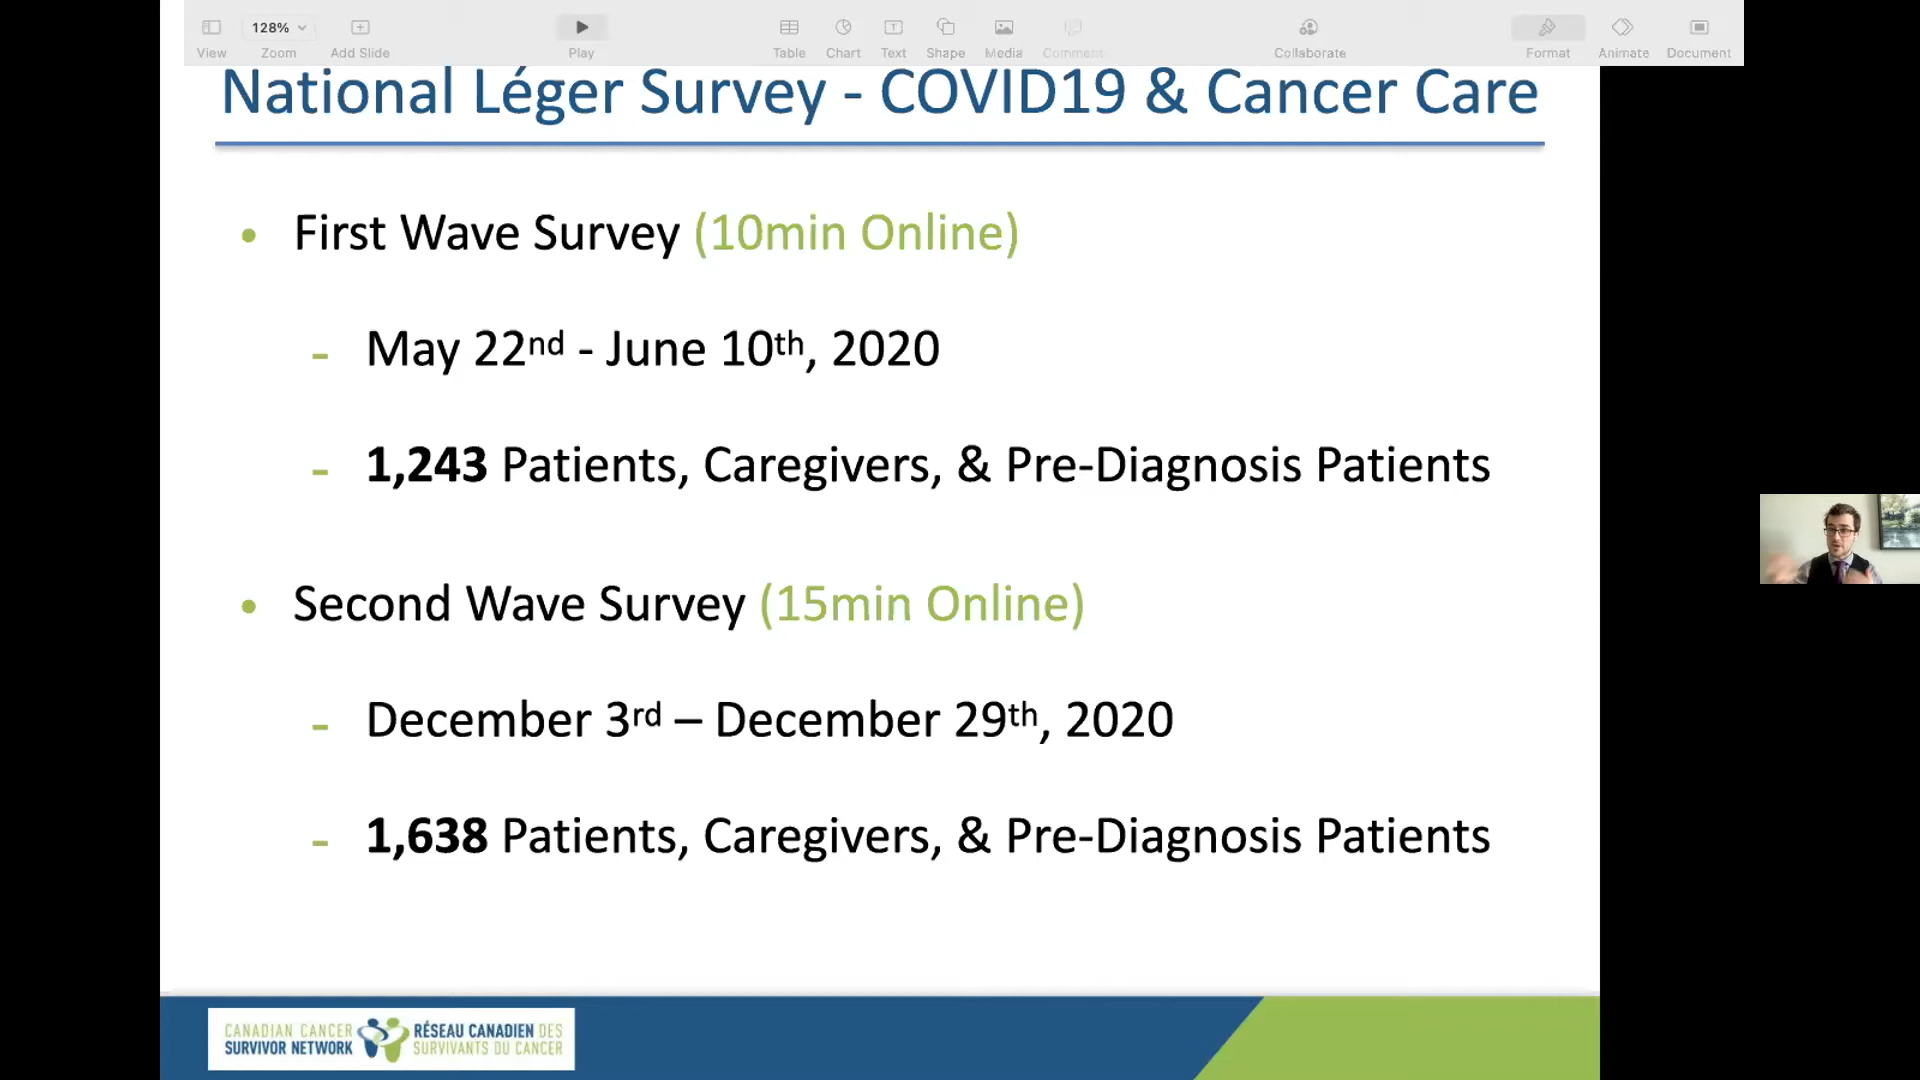 128%
View Zoom Add Slide Play Table Chart Text Shape Media Comment Collaborate Format Animate Document
National Léger Survey - COVID19 & Cancer Care
• First Wave Survey (10min Online)
- May 22nd - June 10th, 2020
- 1,243 Patients, Caregivers, & Pre-Diagnosis Patients
• Second Wave Survey (15min Online)
- December 3rd – December 29th, 2020
- 1,638 Patients, Caregivers, & Pre-Diagnosis Patients
CANADIAN CANCER
SURVIVOR NETWORK
RÉSEAU CANADIEN DES
SURVIVANTS DU CANCER